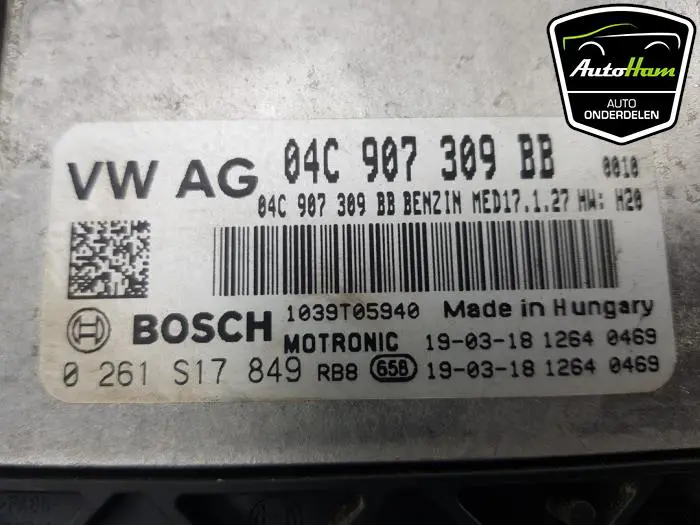 AutoHam
AUTO
ONDERDELEN
VW AG 04C 907 309 BB 0010
04C 907 309 BB BENZIN MED17.1.27 HW: H20
1039T05940 Made in Hungary
BOSCH MOTRONIC 19-03-18 1264 0469
0 261 S17 849 RB8 658 19-03-18 1264 0469